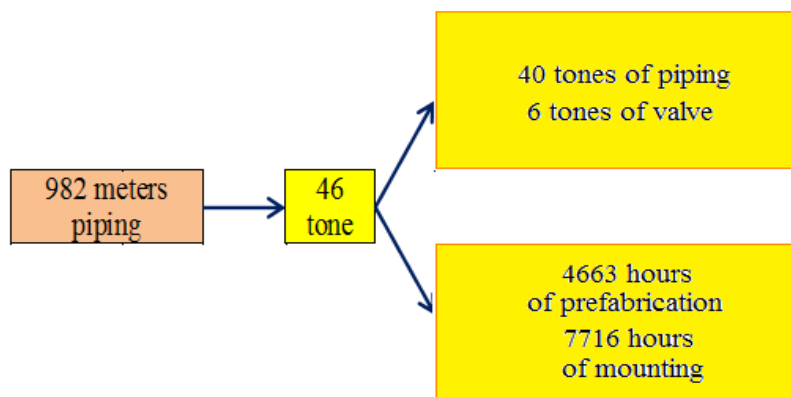 982 meters
piping
46
tone
40 tones of piping
6 tones of valve
4663 hours
of prefabrication
7716 hours
of mounting